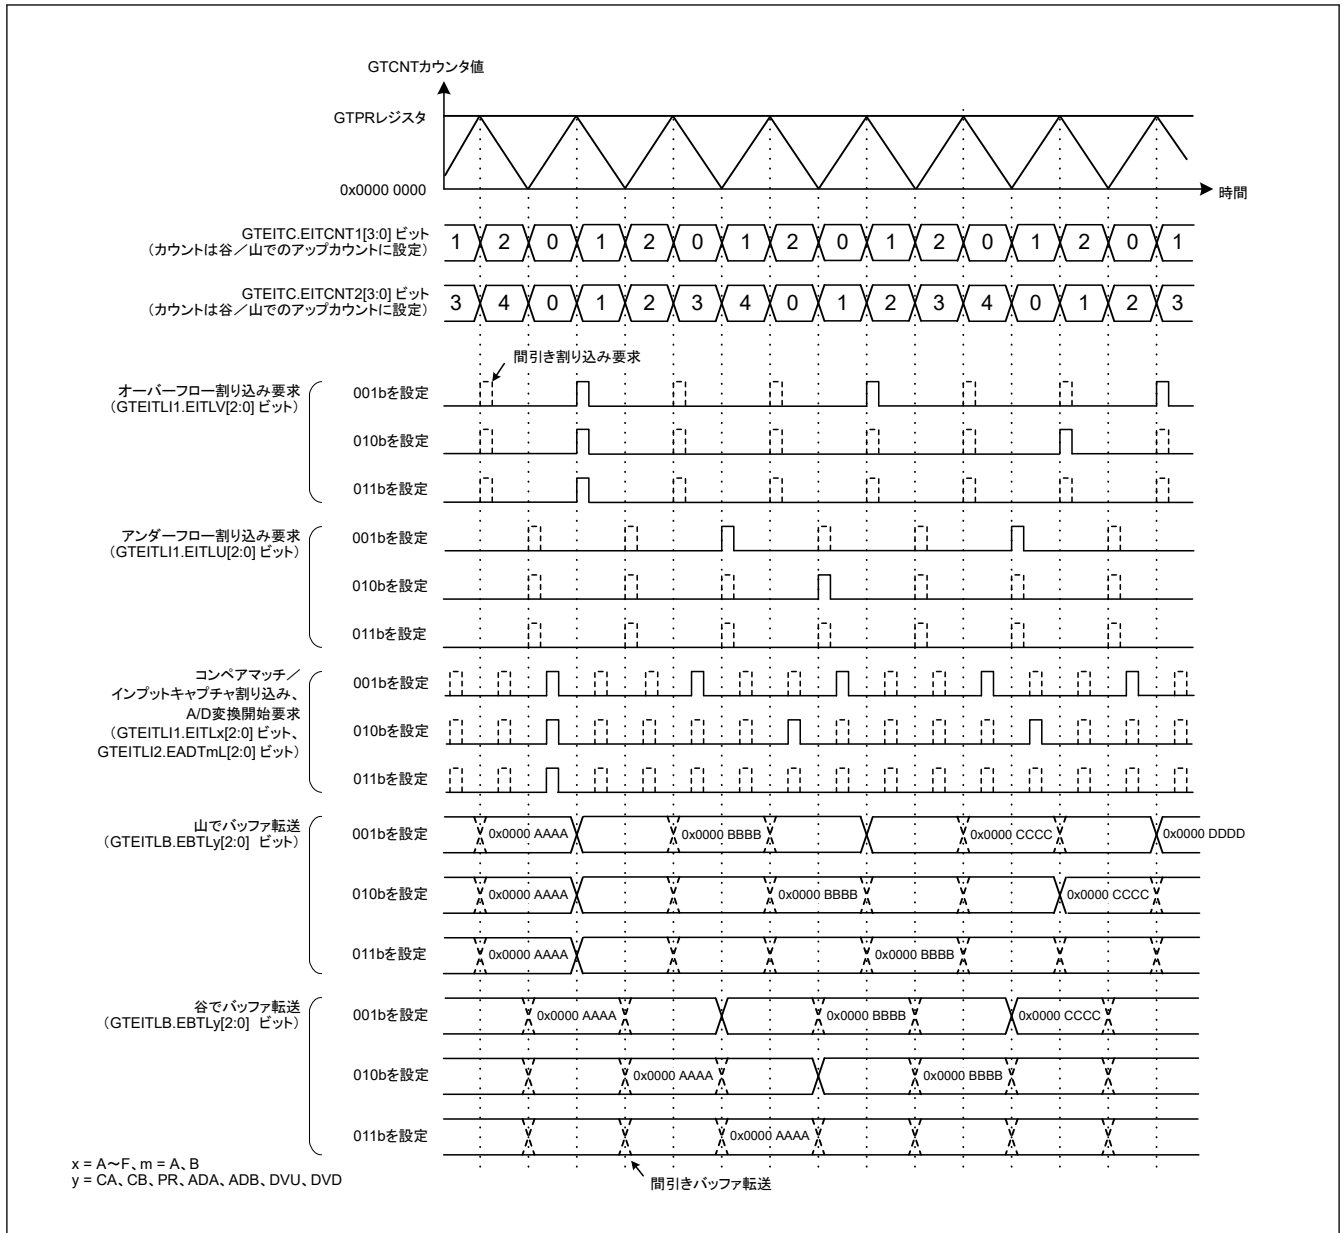 GTCNTカウンタ値
GTPRレジスタ
0x0000 0000
時間
GTEITC.EITCNT1[3:0] ビット
（カウントは谷／山でのアップカウントに設定）
1 2 0 1 2 0 1 2 0 1 2 0 1 2 0 1
GTEITC.EITCNT2[3:0] ビット
（カウントは谷／山でのアップカウントに設定）
3 4 0 1 2 3 4 0 1 2 3 4 0 1 2 3
間引き割り込み要求
オーバーフロー割り込み要求
（GTEITLI1.EITLV[2:0] ビット）
001bを設定
010bを設定
011bを設定
アンダーフロー割り込み要求
（GTEITLI1.EITLU[2:0] ビット）
001bを設定
010bを設定
011bを設定
コンペアマッチ／
インプットキャプチャ割り込み、
A/D変換開始要求
（GTEITLI1.EITLx[2:0] ビット、
GTEITLI2.EADTmL[2:0] ビット）
001bを設定
010bを設定
011bを設定
山でバッファ転送
（GTEITLB.EBTLy[2:0] ビット）
001bを設定 0x0000 AAAA 0x0000 BBBB 0x0000 CCCC 0x0000 DDDD
010bを設定 0x0000 AAAA 0x0000 BBBB 0x0000 CCCC
011bを設定 0x0000 AAAA 0x0000 BBBB
谷でバッファ転送
（GTEITLB.EBTLy[2:0] ビット）
001bを設定 0x0000 AAAA 0x0000 BBBB 0x0000 CCCC
010bを設定 0x0000 AAAA 0x0000 BBBB
011bを設定 0x0000 AAAA
間引きバッファ転送
x = A～F、m = A、B
y = CA、CB、PR、ADA、ADB、DVU、DVD